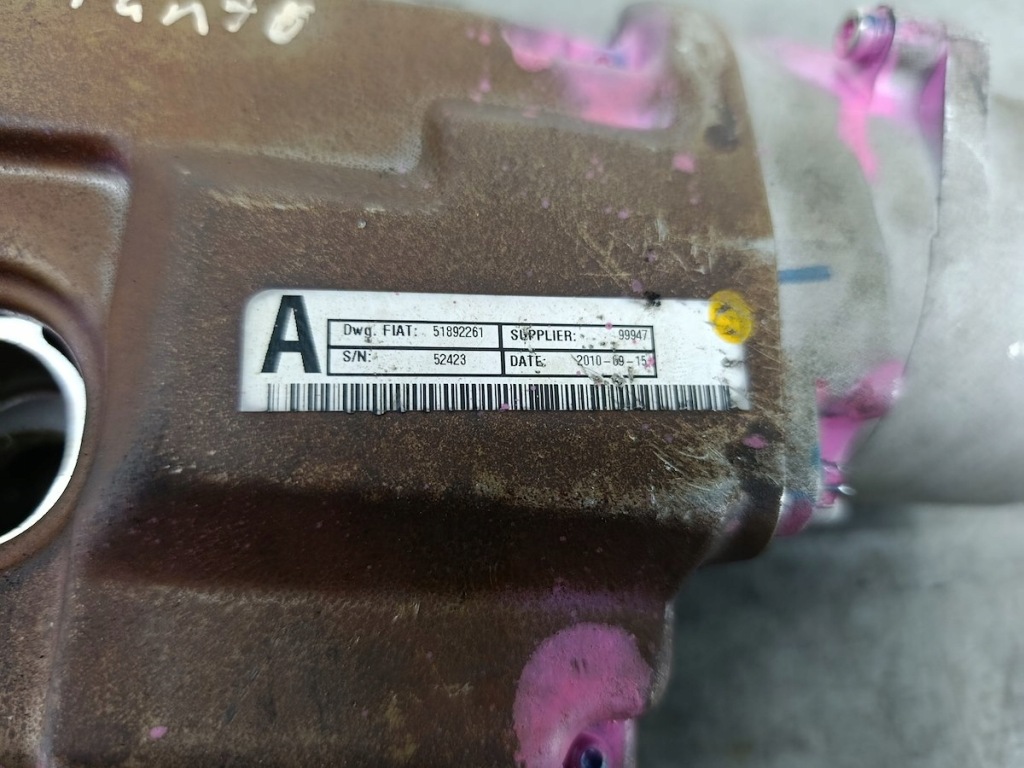 A
Dwg. FIAT: 51892261 SUPPLIER: 99947
S/N: 52423 DATE: 2010-09-15